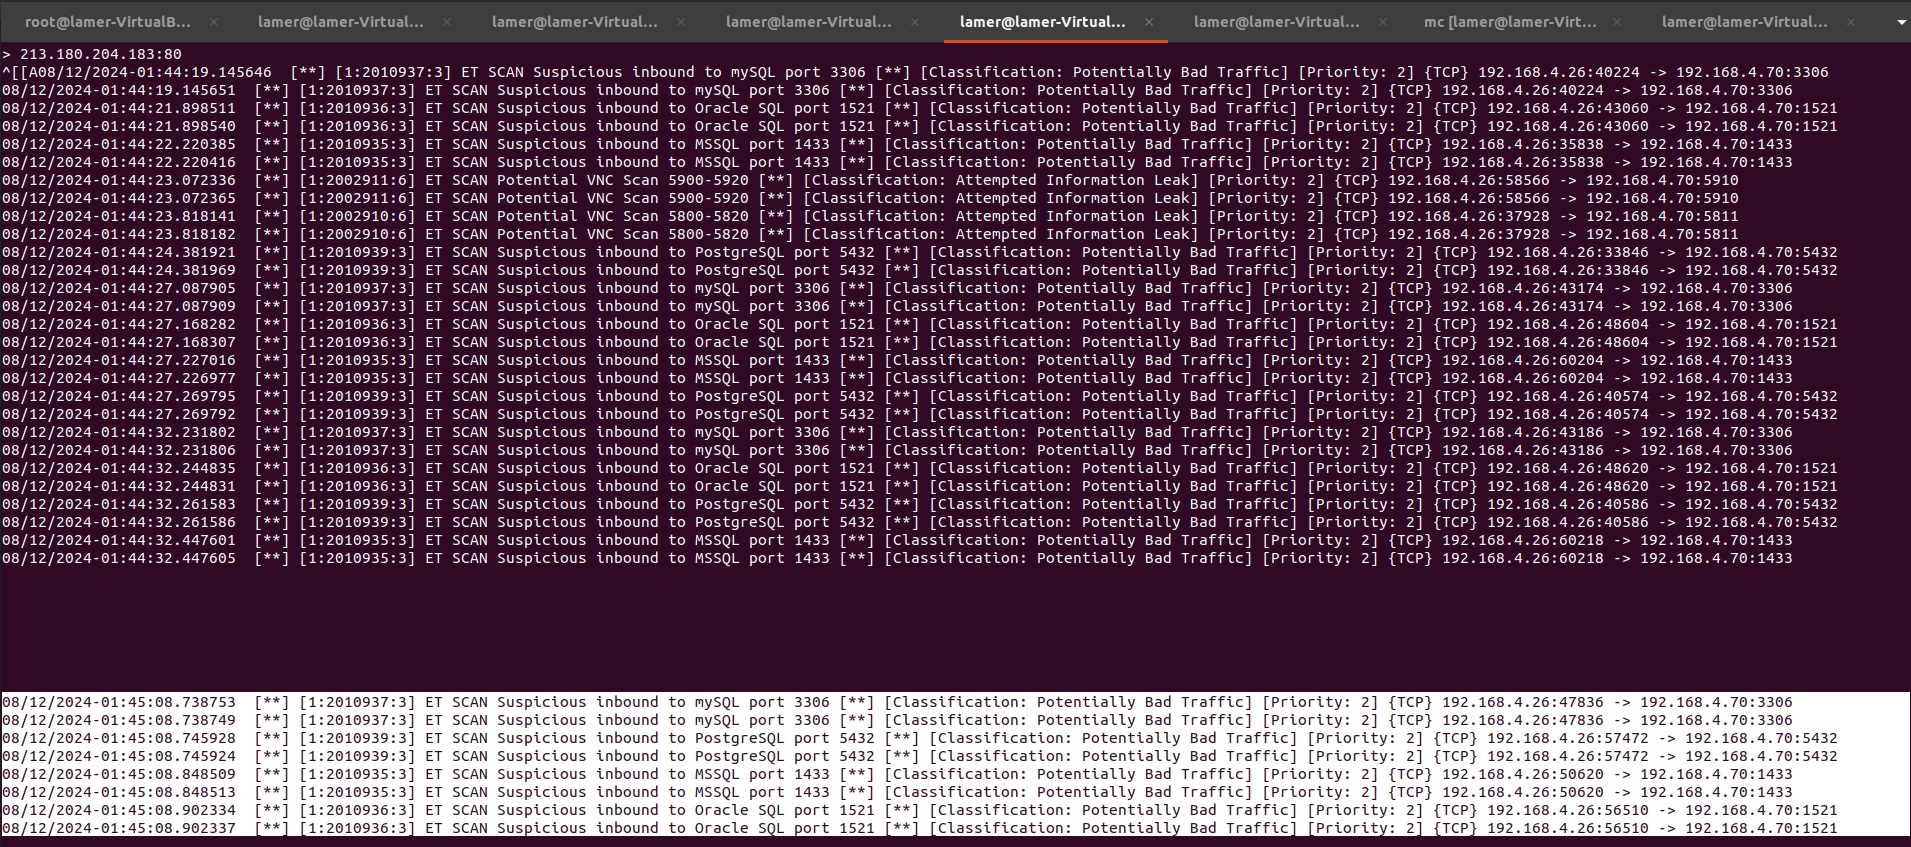 root@lamer-VirtualB... × lamer@lamer-Virtual... × lamer@lamer-Virtual... × lamer@lamer-Virtual... × lamer@lamer-Virtual... × lamer@lamer-Virtual... × mc [lamer@lamer-Virt... × lamer@lamer-Virtual... ×
> 213.180.204.183:80
^[[A08/12/2024-01:44:19.145646  [**] [1:2010937:3] ET SCAN Suspicious inbound to mySQL port 3306 [**] [Classification: Potentially Bad Traffic] [Priority: 2] {TCP} 192.168.4.26:40224 -> 192.168.4.70:3306
08/12/2024-01:44:19.145651  [**] [1:2010937:3] ET SCAN Suspicious inbound to mySQL port 3306 [**] [Classification: Potentially Bad Traffic] [Priority: 2] {TCP} 192.168.4.26:40224 -> 192.168.4.70:3306
08/12/2024-01:44:21.898511  [**] [1:2010936:3] ET SCAN Suspicious inbound to Oracle SQL port 1521 [**] [Classification: Potentially Bad Traffic] [Priority: 2] {TCP} 192.168.4.26:43060 -> 192.168.4.70:1521
08/12/2024-01:44:21.898540  [**] [1:2010936:3] ET SCAN Suspicious inbound to Oracle SQL port 1521 [**] [Classification: Potentially Bad Traffic] [Priority: 2] {TCP} 192.168.4.26:43060 -> 192.168.4.70:1521
08/12/2024-01:44:22.220385  [**] [1:2010935:3] ET SCAN Suspicious inbound to MSSQL port 1433 [**] [Classification: Potentially Bad Traffic] [Priority: 2] {TCP} 192.168.4.26:35838 -> 192.168.4.70:1433
08/12/2024-01:44:22.220416  [**] [1:2010935:3] ET SCAN Suspicious inbound to MSSQL port 1433 [**] [Classification: Potentially Bad Traffic] [Priority: 2] {TCP} 192.168.4.26:35838 -> 192.168.4.70:1433
08/12/2024-01:44:23.072336  [**] [1:2002911:6] ET SCAN Potential VNC Scan 5900-5920 [**] [Classification: Attempted Information Leak] [Priority: 2] {TCP} 192.168.4.26:58566 -> 192.168.4.70:5910
08/12/2024-01:44:23.072365  [**] [1:2002911:6] ET SCAN Potential VNC Scan 5900-5920 [**] [Classification: Attempted Information Leak] [Priority: 2] {TCP} 192.168.4.26:58566 -> 192.168.4.70:5910
08/12/2024-01:44:23.818141  [**] [1:2002910:6] ET SCAN Potential VNC Scan 5800-5820 [**] [Classification: Attempted Information Leak] [Priority: 2] {TCP} 192.168.4.26:37928 -> 192.168.4.70:5811
08/12/2024-01:44:23.818182  [**] [1:2002910:6] ET SCAN Potential VNC Scan 5800-5820 [**] [Classification: Attempted Information Leak] [Priority: 2] {TCP} 192.168.4.26:37928 -> 192.168.4.70:5811
08/12/2024-01:44:24.381921  [**] [1:2010939:3] ET SCAN Suspicious inbound to PostgreSQL port 5432 [**] [Classification: Potentially Bad Traffic] [Priority: 2] {TCP} 192.168.4.26:33846 -> 192.168.4.70:5432
08/12/2024-01:44:24.381969  [**] [1:2010939:3] ET SCAN Suspicious inbound to PostgreSQL port 5432 [**] [Classification: Potentially Bad Traffic] [Priority: 2] {TCP} 192.168.4.26:33846 -> 192.168.4.70:5432
08/12/2024-01:44:27.087905  [**] [1:2010937:3] ET SCAN Suspicious inbound to mySQL port 3306 [**] [Classification: Potentially Bad Traffic] [Priority: 2] {TCP} 192.168.4.26:43174 -> 192.168.4.70:3306
08/12/2024-01:44:27.087909  [**] [1:2010937:3] ET SCAN Suspicious inbound to mySQL port 3306 [**] [Classification: Potentially Bad Traffic] [Priority: 2] {TCP} 192.168.4.26:43174 -> 192.168.4.70:3306
08/12/2024-01:44:27.168282  [**] [1:2010936:3] ET SCAN Suspicious inbound to Oracle SQL port 1521 [**] [Classification: Potentially Bad Traffic] [Priority: 2] {TCP} 192.168.4.26:48604 -> 192.168.4.70:1521
08/12/2024-01:44:27.168307  [**] [1:2010936:3] ET SCAN Suspicious inbound to Oracle SQL port 1521 [**] [Classification: Potentially Bad Traffic] [Priority: 2] {TCP} 192.168.4.26:48604 -> 192.168.4.70:1521
08/12/2024-01:44:27.227016  [**] [1:2010935:3] ET SCAN Suspicious inbound to MSSQL port 1433 [**] [Classification: Potentially Bad Traffic] [Priority: 2] {TCP} 192.168.4.26:60204 -> 192.168.4.70:1433
08/12/2024-01:44:27.226977  [**] [1:2010935:3] ET SCAN Suspicious inbound to MSSQL port 1433 [**] [Classification: Potentially Bad Traffic] [Priority: 2] {TCP} 192.168.4.26:60204 -> 192.168.4.70:1433
08/12/2024-01:44:27.269795  [**] [1:2010939:3] ET SCAN Suspicious inbound to PostgreSQL port 5432 [**] [Classification: Potentially Bad Traffic] [Priority: 2] {TCP} 192.168.4.26:40574 -> 192.168.4.70:5432
08/12/2024-01:44:27.269792  [**] [1:2010939:3] ET SCAN Suspicious inbound to PostgreSQL port 5432 [**] [Classification: Potentially Bad Traffic] [Priority: 2] {TCP} 192.168.4.26:40574 -> 192.168.4.70:5432
08/12/2024-01:44:32.231802  [**] [1:2010937:3] ET SCAN Suspicious inbound to mySQL port 3306 [**] [Classification: Potentially Bad Traffic] [Priority: 2] {TCP} 192.168.4.26:43186 -> 192.168.4.70:3306
08/12/2024-01:44:32.231806  [**] [1:2010937:3] ET SCAN Suspicious inbound to mySQL port 3306 [**] [Classification: Potentially Bad Traffic] [Priority: 2] {TCP} 192.168.4.26:43186 -> 192.168.4.70:3306
08/12/2024-01:44:32.244835  [**] [1:2010936:3] ET SCAN Suspicious inbound to Oracle SQL port 1521 [**] [Classification: Potentially Bad Traffic] [Priority: 2] {TCP} 192.168.4.26:48620 -> 192.168.4.70:1521
08/12/2024-01:44:32.244831  [**] [1:2010936:3] ET SCAN Suspicious inbound to Oracle SQL port 1521 [**] [Classification: Potentially Bad Traffic] [Priority: 2] {TCP} 192.168.4.26:48620 -> 192.168.4.70:1521
08/12/2024-01:44:32.261583  [**] [1:2010939:3] ET SCAN Suspicious inbound to PostgreSQL port 5432 [**] [Classification: Potentially Bad Traffic] [Priority: 2] {TCP} 192.168.4.26:40586 -> 192.168.4.70:5432
08/12/2024-01:44:32.261586  [**] [1:2010939:3] ET SCAN Suspicious inbound to PostgreSQL port 5432 [**] [Classification: Potentially Bad Traffic] [Priority: 2] {TCP} 192.168.4.26:40586 -> 192.168.4.70:5432
08/12/2024-01:44:32.447601  [**] [1:2010935:3] ET SCAN Suspicious inbound to MSSQL port 1433 [**] [Classification: Potentially Bad Traffic] [Priority: 2] {TCP} 192.168.4.26:60218 -> 192.168.4.70:1433
08/12/2024-01:44:32.447605  [**] [1:2010935:3] ET SCAN Suspicious inbound to MSSQL port 1433 [**] [Classification: Potentially Bad Traffic] [Priority: 2] {TCP} 192.168.4.26:60218 -> 192.168.4.70:1433
08/12/2024-01:45:08.738753  [**] [1:2010937:3] ET SCAN Suspicious inbound to mySQL port 3306 [**] [Classification: Potentially Bad Traffic] [Priority: 2] {TCP} 192.168.4.26:47836 -> 192.168.4.70:3306
08/12/2024-01:45:08.738749  [**] [1:2010937:3] ET SCAN Suspicious inbound to mySQL port 3306 [**] [Classification: Potentially Bad Traffic] [Priority: 2] {TCP} 192.168.4.26:47836 -> 192.168.4.70:3306
08/12/2024-01:45:08.745928  [**] [1:2010939:3] ET SCAN Suspicious inbound to PostgreSQL port 5432 [**] [Classification: Potentially Bad Traffic] [Priority: 2] {TCP} 192.168.4.26:57472 -> 192.168.4.70:5432
08/12/2024-01:45:08.745924  [**] [1:2010939:3] ET SCAN Suspicious inbound to PostgreSQL port 5432 [**] [Classification: Potentially Bad Traffic] [Priority: 2] {TCP} 192.168.4.26:57472 -> 192.168.4.70:5432
08/12/2024-01:45:08.848509  [**] [1:2010935:3] ET SCAN Suspicious inbound to MSSQL port 1433 [**] [Classification: Potentially Bad Traffic] [Priority: 2] {TCP} 192.168.4.26:50620 -> 192.168.4.70:1433
08/12/2024-01:45:08.848513  [**] [1:2010935:3] ET SCAN Suspicious inbound to MSSQL port 1433 [**] [Classification: Potentially Bad Traffic] [Priority: 2] {TCP} 192.168.4.26:50620 -> 192.168.4.70:1433
08/12/2024-01:45:08.902334  [**] [1:2010936:3] ET SCAN Suspicious inbound to Oracle SQL port 1521 [**] [Classification: Potentially Bad Traffic] [Priority: 2] {TCP} 192.168.4.26:56510 -> 192.168.4.70:1521
08/12/2024-01:45:08.902337  [**] [1:2010936:3] ET SCAN Suspicious inbound to Oracle SQL port 1521 [**] [Classification: Potentially Bad Traffic] [Priority: 2] {TCP} 192.168.4.26:56510 -> 192.168.4.70:1521